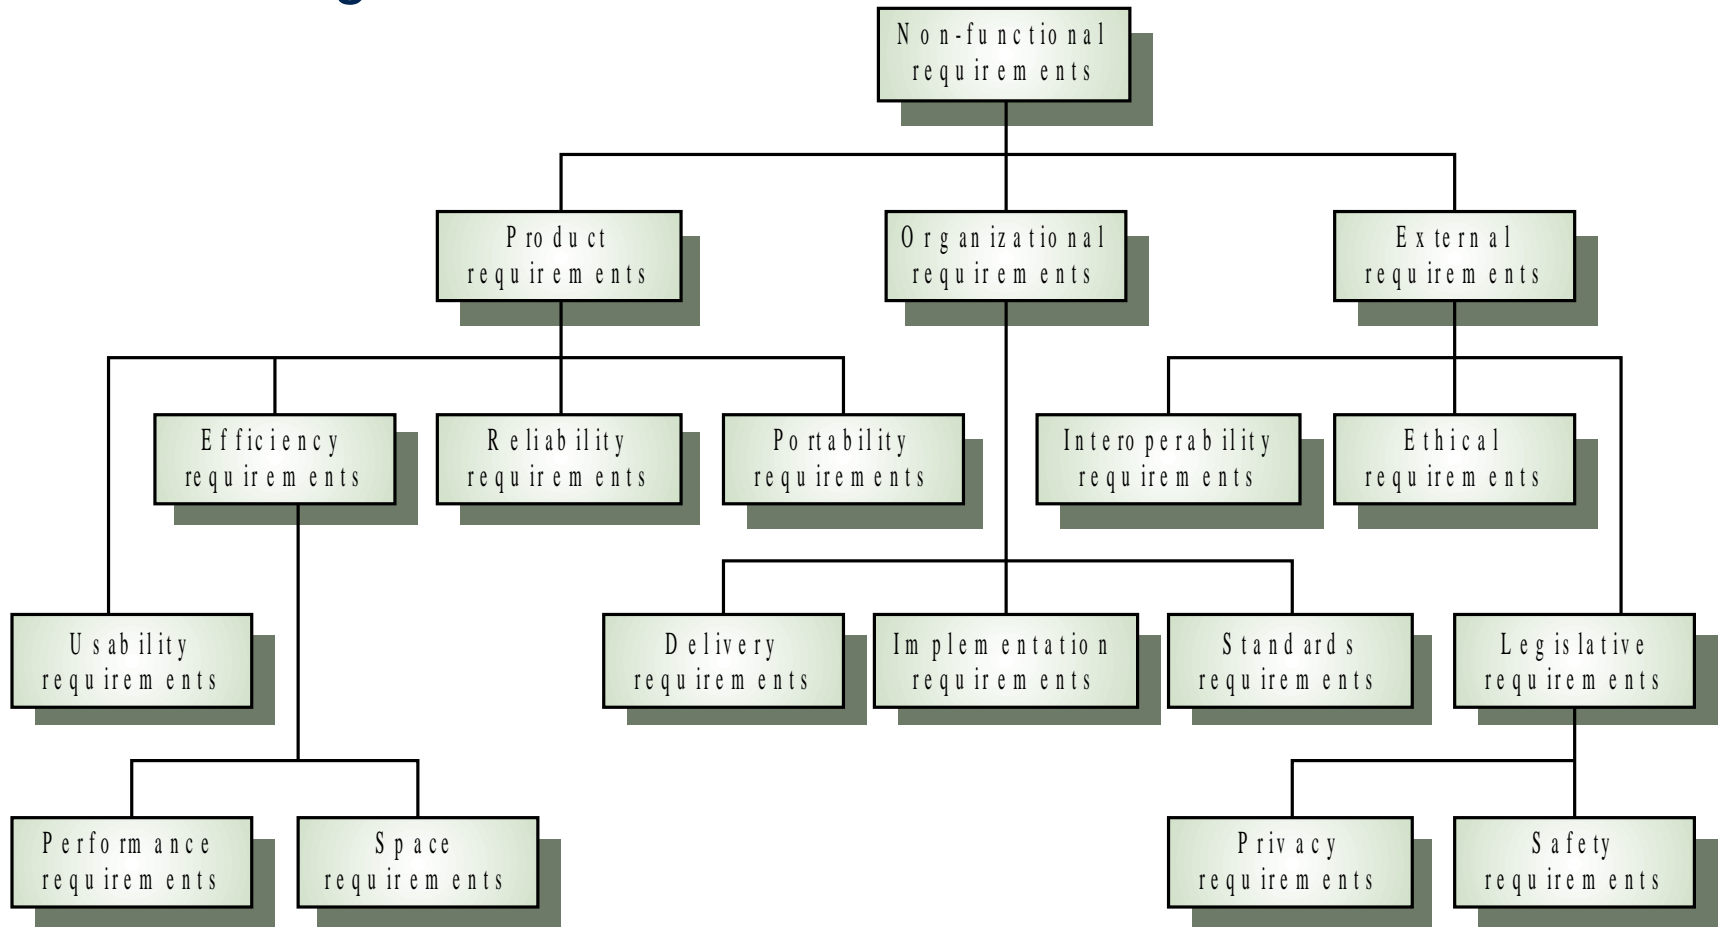 Non-functional
requirements
Product
requirements
Organizational
requirements
External
requirements
Efficiency
requirements
Reliability
requirements
Portability
requirements
Interoperability
requirements
Ethical
requirements
Usability
requirements
Delivery
requirements
Implementation
requirements
Standards
requirements
Legislative
requirements
Performance
requirements
Space
requirements
Privacy
requirements
Safety
requirements